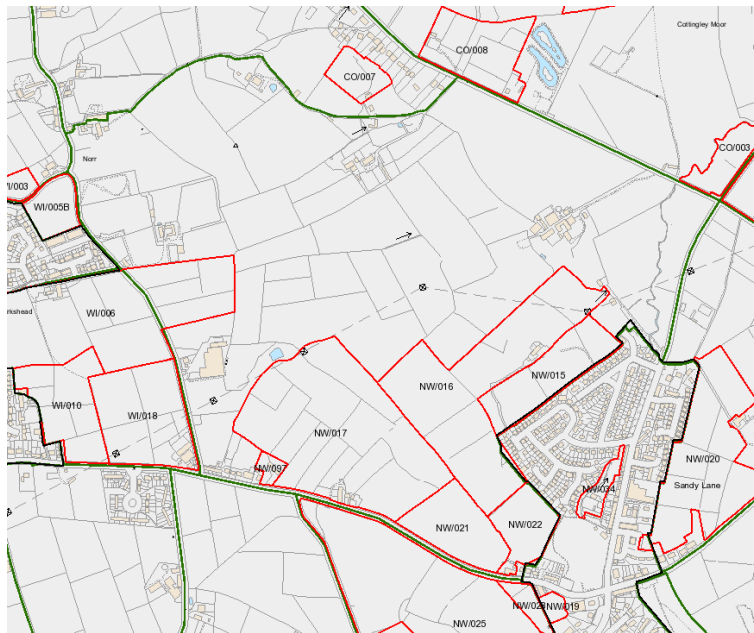 Cottingley Moor
CO/008
CO/007
CO/003
Norr
WI/003
WI/005B
WI/006
rkshead
NW/016
NW/015
WI/010
WI/018
NW/017
NW/097
NW/020
NW/034
Sandy Lane
NW/021
NW/022
NW/019
NW/025